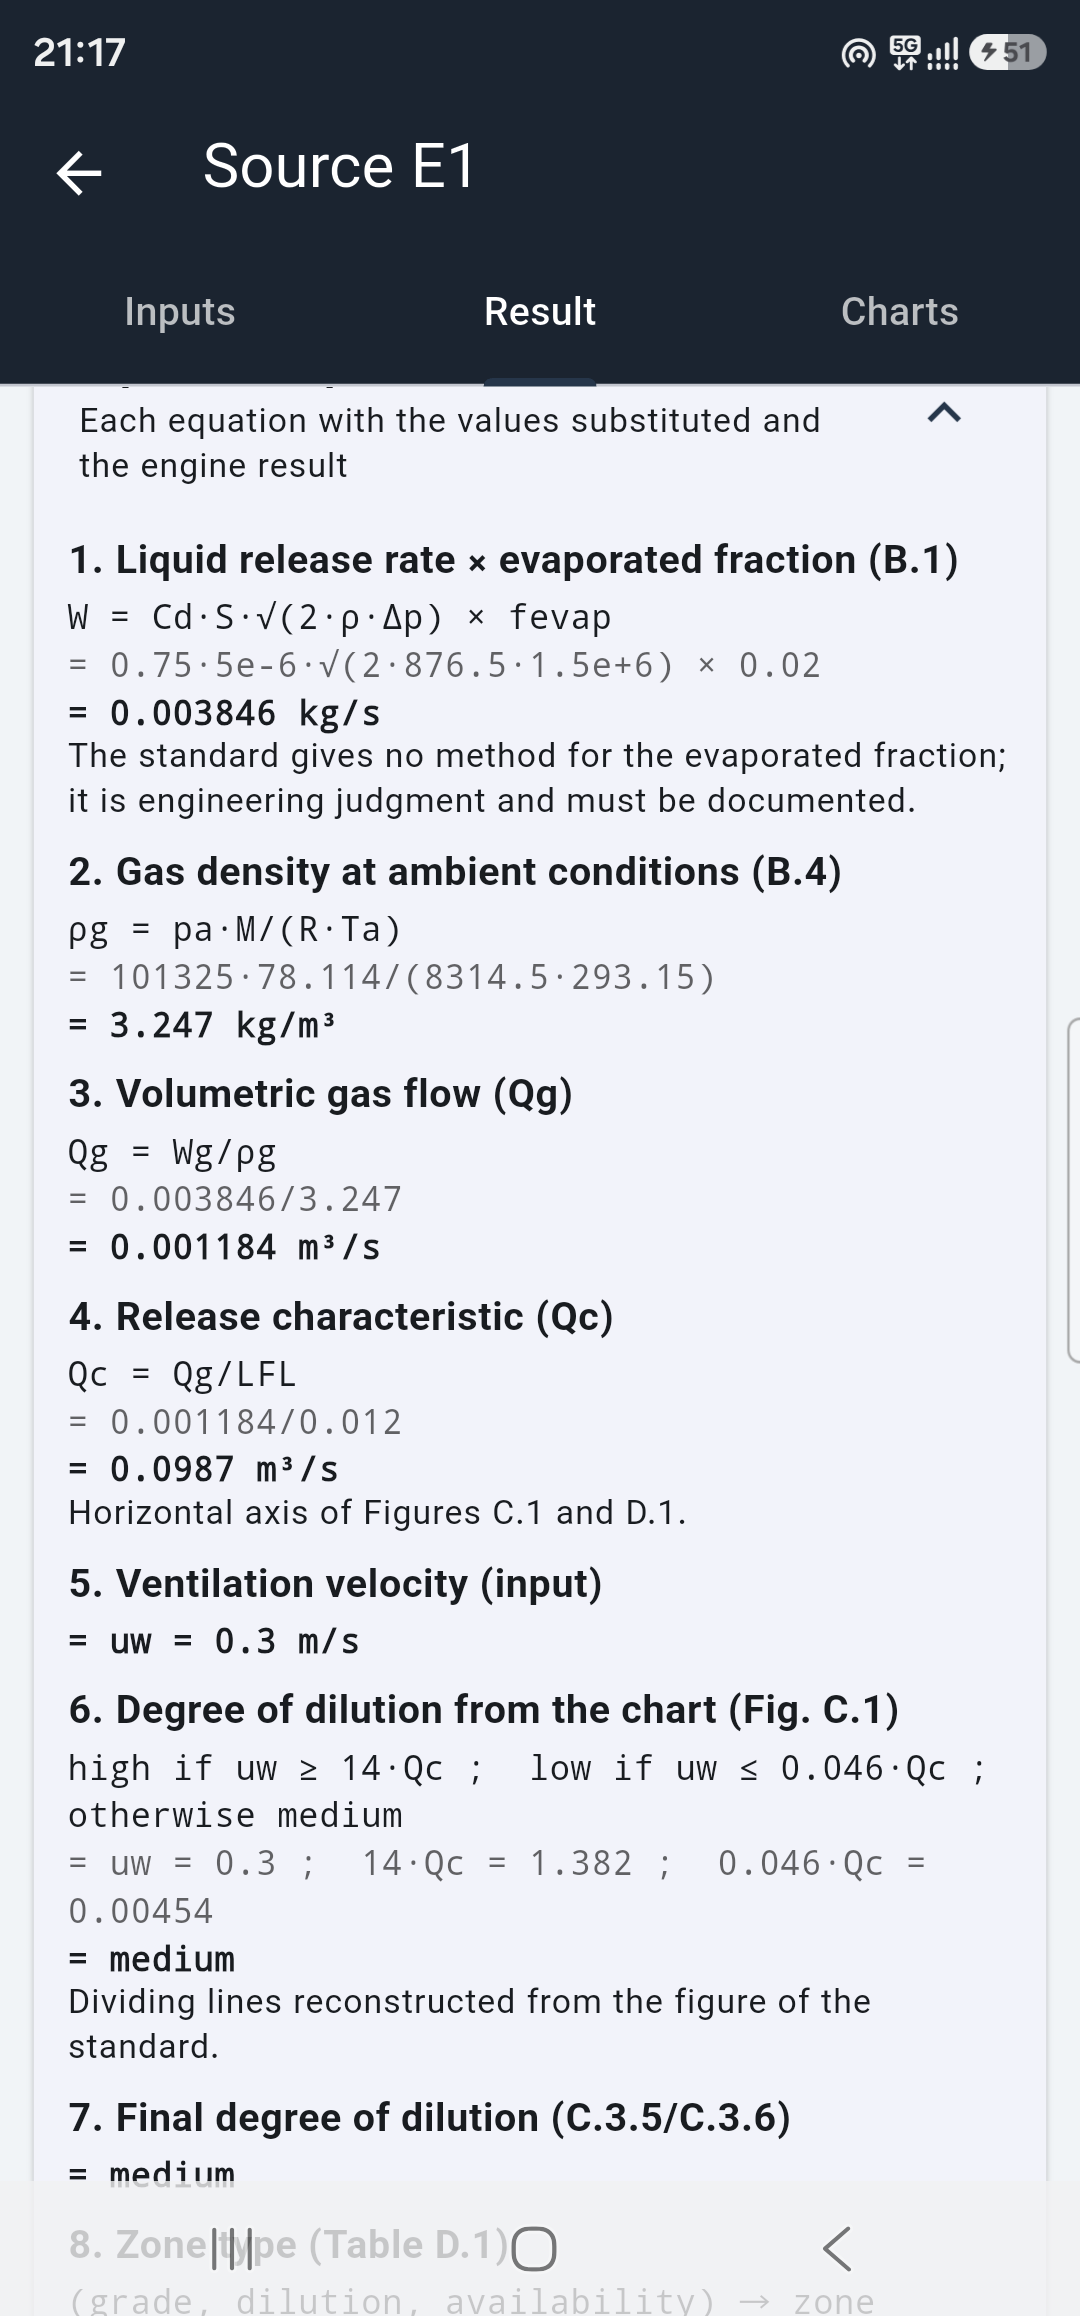 21:17
5G
51
Source E1
Inputs
Result
Charts
Each equation with the values substituted and
the engine result
1. Liquid release rate × evaporated fraction (B.1)
W = Cd·S·√(2·ρ·Δp) × fevap
= 0.75·5e-6·√(2·876.5·1.5e+6) × 0.02
= 0.003846 kg/s
The standard gives no method for the evaporated fraction;
it is engineering judgment and must be documented.
2. Gas density at ambient conditions (B.4)
ρg = pa·M/(R·Ta)
= 101325·78.114/(8314.5·293.15)
= 3.247 kg/m³
3. Volumetric gas flow (Qg)
Qg = Wg/ρg
= 0.003846/3.247
= 0.001184 m³/s
4. Release characteristic (Qc)
Qc = Qg/LFL
= 0.001184/0.012
= 0.0987 m³/s
Horizontal axis of Figures C.1 and D.1.
5. Ventilation velocity (input)
= uw = 0.3 m/s
6. Degree of dilution from the chart (Fig. C.1)
high if uw ≥ 14·Qc ;  low if uw ≤ 0.046·Qc ;
otherwise medium
= uw = 0.3 ;  14·Qc = 1.382 ;  0.046·Qc =
0.00454
= medium
Dividing lines reconstructed from the figure of the
standard.
7. Final degree of dilution (C.3.5/C.3.6)
= medium
8. Zone type (Table D.1)
(grade, dilution, availability) → zone